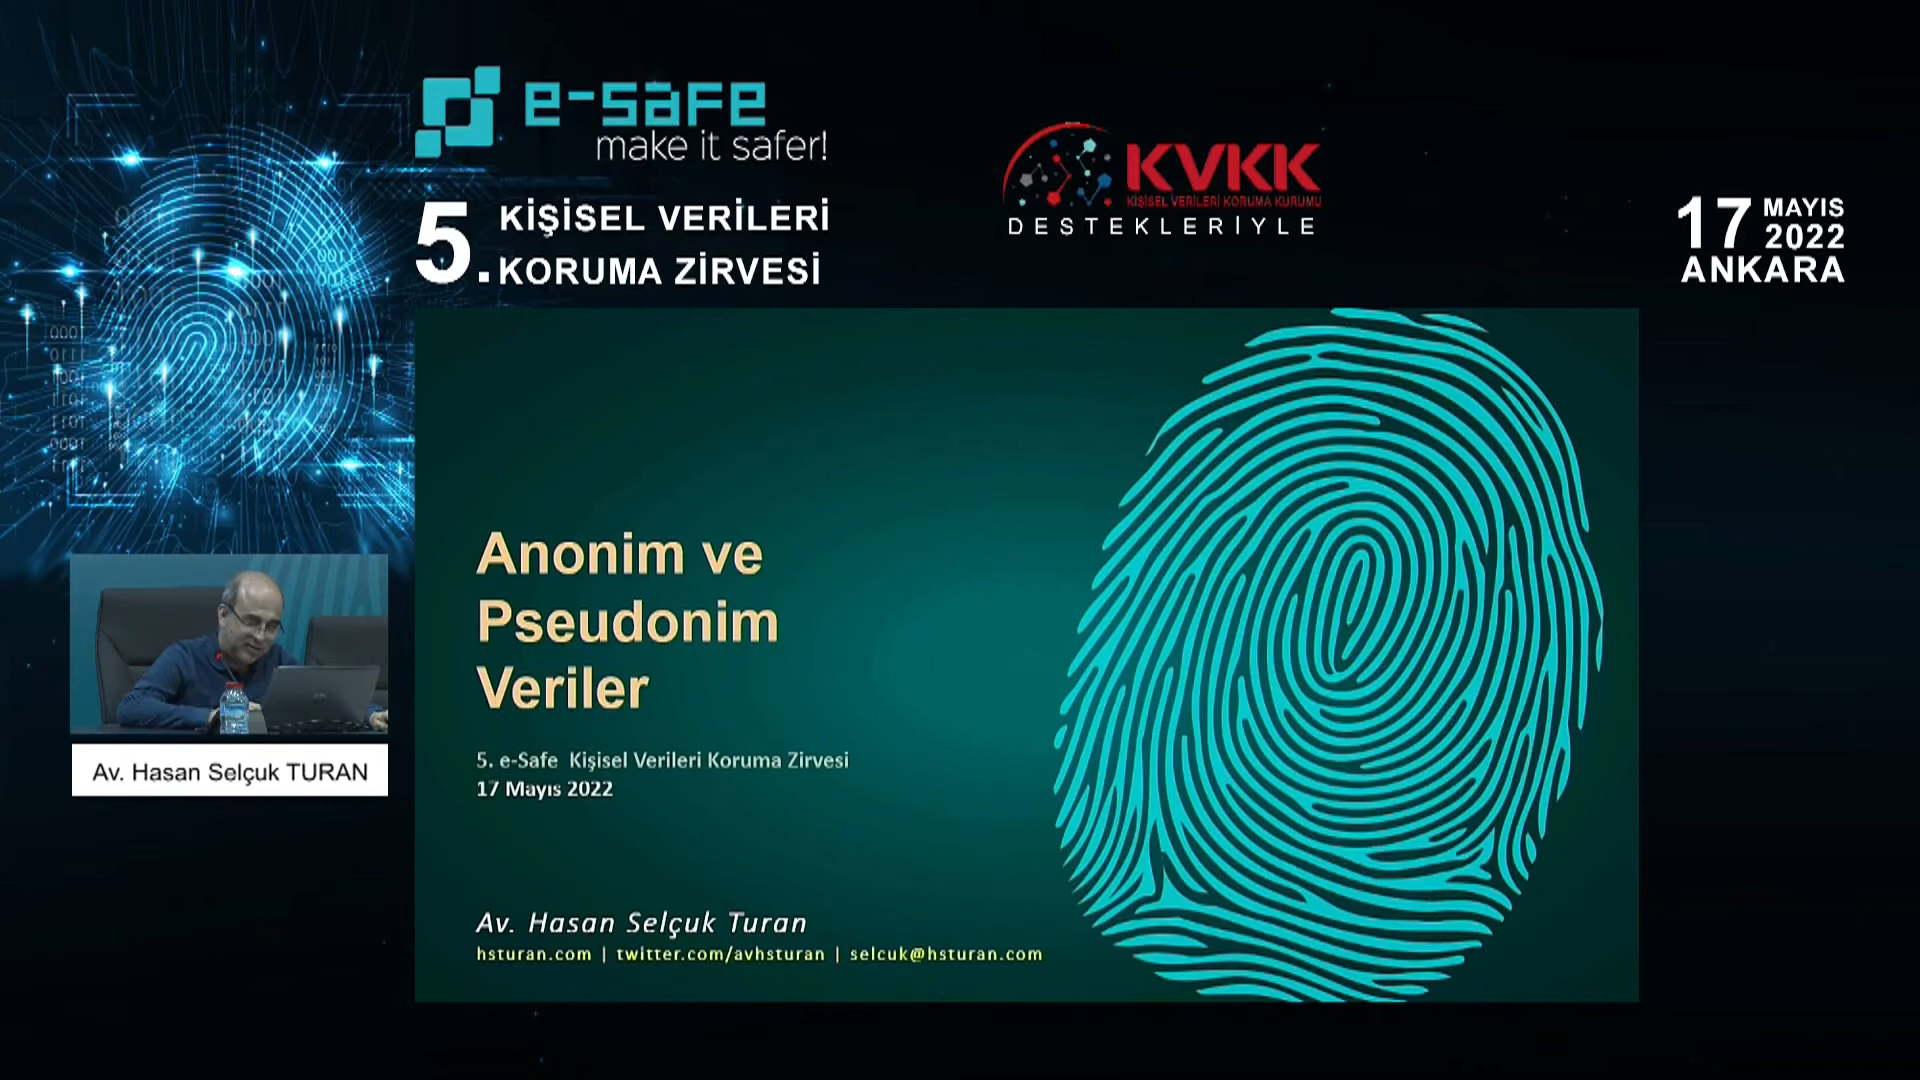 e-safe
make it safer!
5. KİŞİSEL VERİLERİ
KORUMA ZİRVESİ
KVKK
KİŞİSEL VERİLERİ KORUMA KURUMU
DESTEKLERİYLE
17 MAYIS
2022
ANKARA
Anonim ve
Pseudonim
Veriler
5. e-Safe Kişisel Verileri Koruma Zirvesi
17 Mayıs 2022
Av. Hasan Selçuk TURAN
Av. Hasan Selçuk Turan
hsturan.com | twitter.com/avhsturan | selcuk@hsturan.com